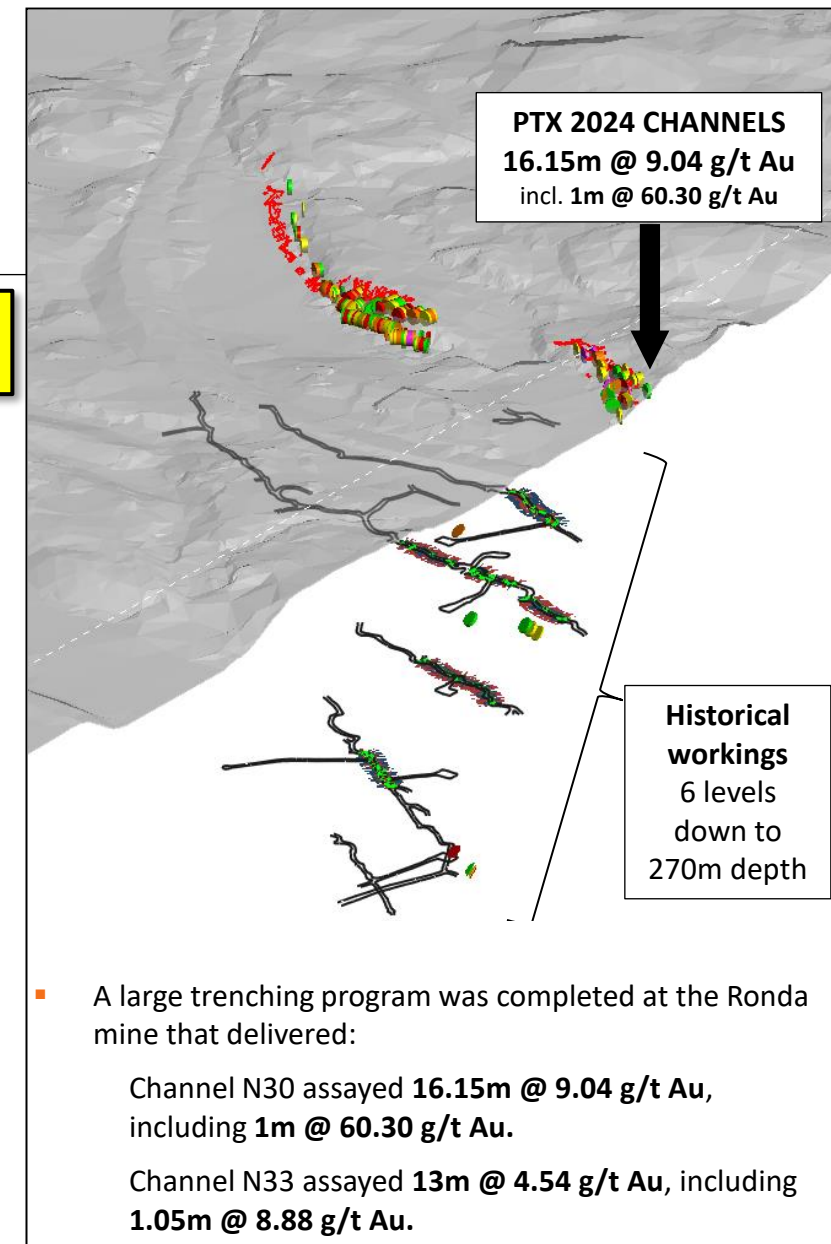 PTX 2024 CHANNELS
16.15m @ 9.04 g/t Au
incl. 1m @ 60.30 g/t Au
Historical
workings
6 levels
down to
270m depth
▪ A large trenching program was completed at the Ronda
mine that delivered:
Channel N30 assayed 16.15m @ 9.04 g/t Au,
including 1m @ 60.30 g/t Au.
Channel N33 assayed 13m @ 4.54 g/t Au, including
1.05m @ 8.88 g/t Au.